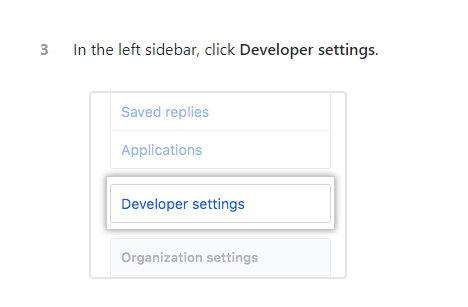 3 In the left sidebar, click Developer settings.
Saved replies
Applications
Developer settings
Organization settings